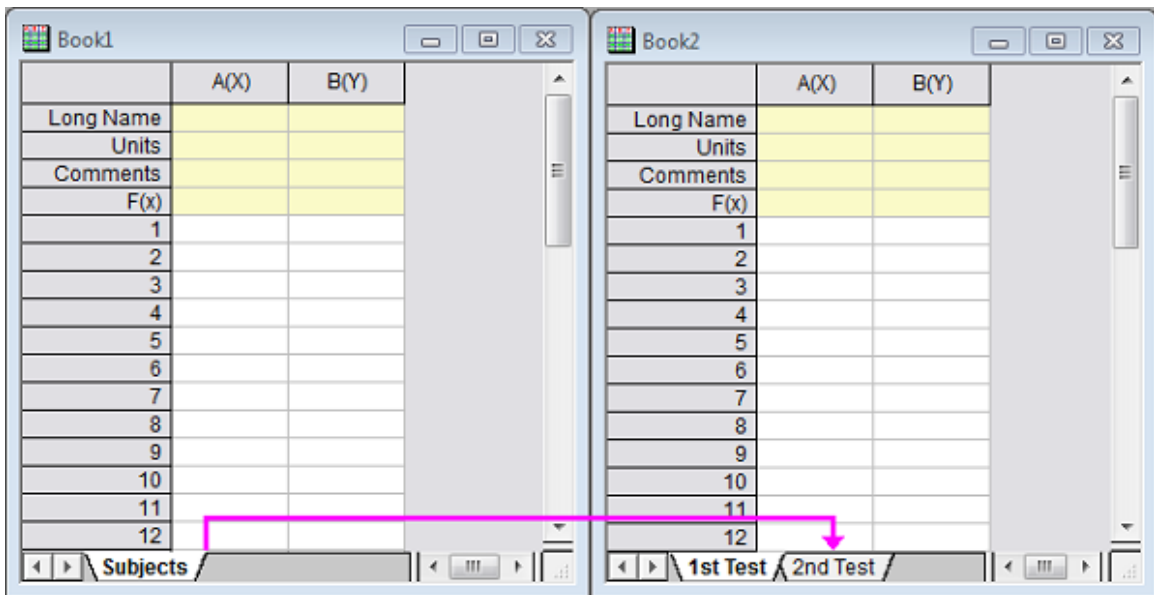 Book1
A(X) B(Y)
Long Name
Units
Comments
F(x)
1
2
3
4
5
6
7
8
9
10
11
12
Subjects
Book2
A(X) B(Y)
Long Name
Units
Comments
F(x)
1
2
3
4
5
6
7
8
9
10
11
12
1st Test 2nd Test